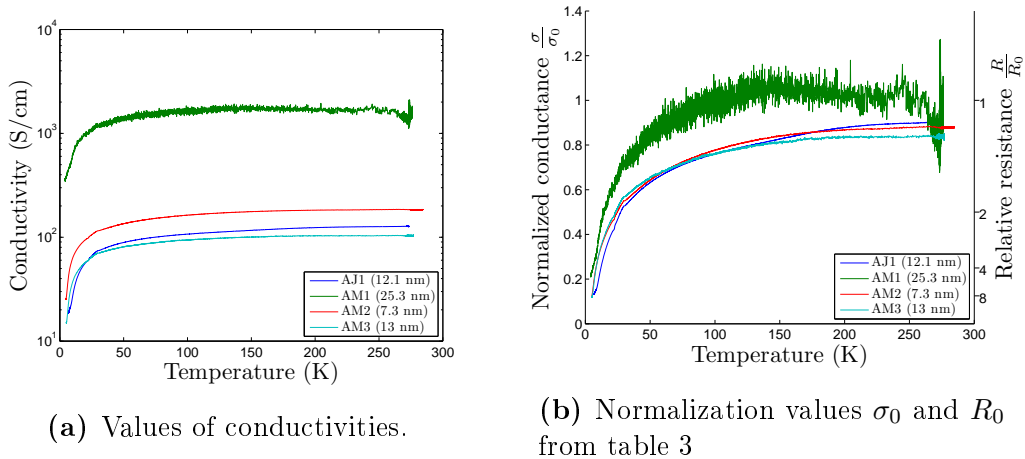 10^4
10^3
10^2
10^1
Conductivity (S/cm)
0 50 100 150 200 250 300
Temperature (K)
AJ1 (12.1 nm)
AM1 (25.3 nm)
AM2 (7.3 nm)
AM3 (13 nm)
(a) Values of conductivities.
1.4
1.2
1
0.8
0.6
0.4
0.2
0
Normalized conductance σ/σ₀
0 50 100 150 200 250 300
Temperature (K)
1
2
4
8
Relative resistance R/R₀
AJ1 (12.1 nm)
AM1 (25.3 nm)
AM2 (7.3 nm)
AM3 (13 nm)
(b) Normalization values σ₀ and R₀
from table 3